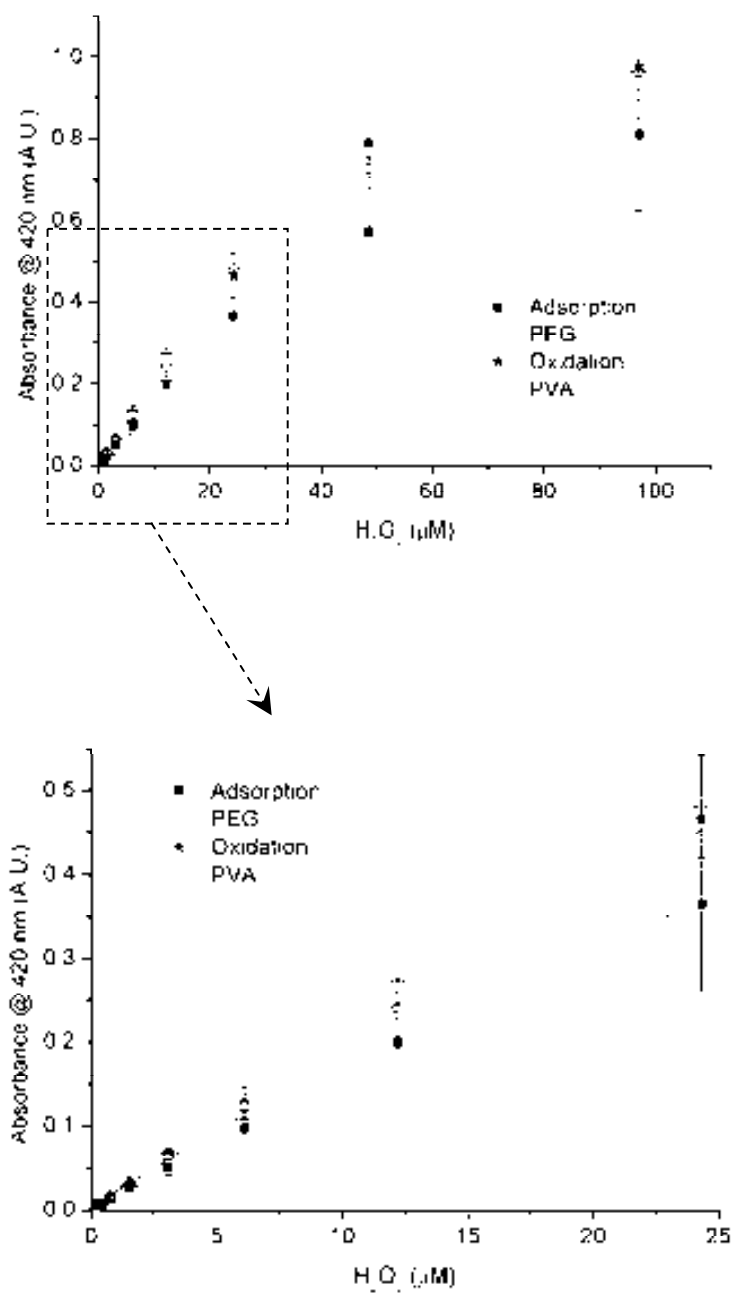 1.0
0.8
0.6
0.4
0.2
0.0
Absorbance @ 420 nm (A.U.)
Adsorption
PEG
Oxidation
PVA
0 20 40 60 80 100
H2O2 (μM)
0.5
0.4
0.3
0.2
0.1
0.0
Absorbance @ 420 nm (A.U.)
Adsorption
PEG
Oxidation
PVA
0 5 10 15 20 25
H2O2 (μM)